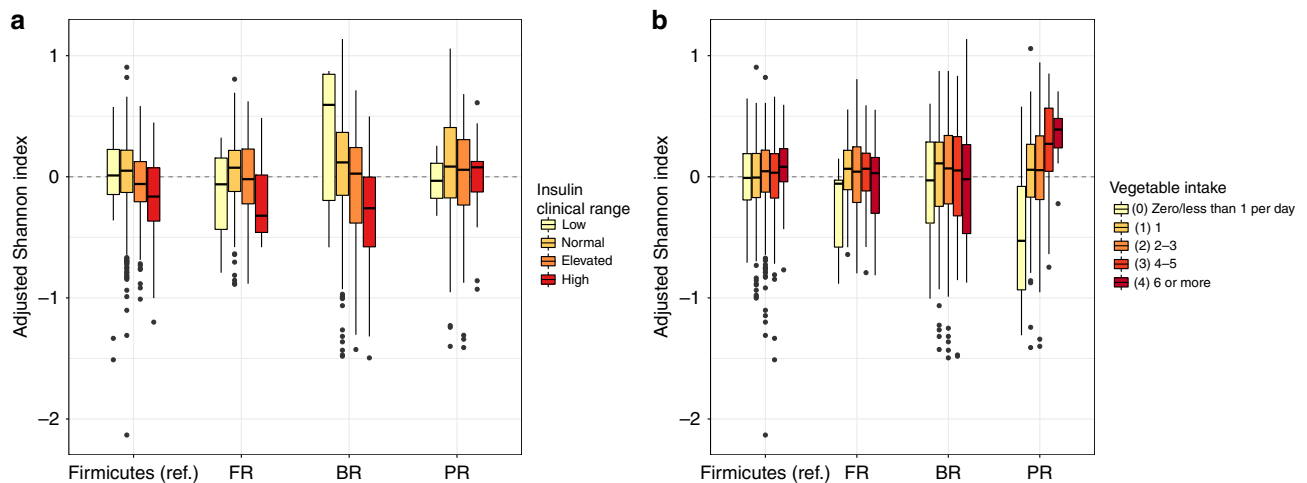 a
Adjusted Shannon index
1
0
−1
−2
Firmicutes (ref.) FR BR PR
Insulin
clinical range
Low
Normal
Elevated
High
b
Adjusted Shannon index
1
0
−1
−2
Firmicutes (ref.) FR BR PR
Vegetable intake
(0) Zero/less than 1 per day
(1) 1
(2) 2–3
(3) 4–5
(4) 6 or more